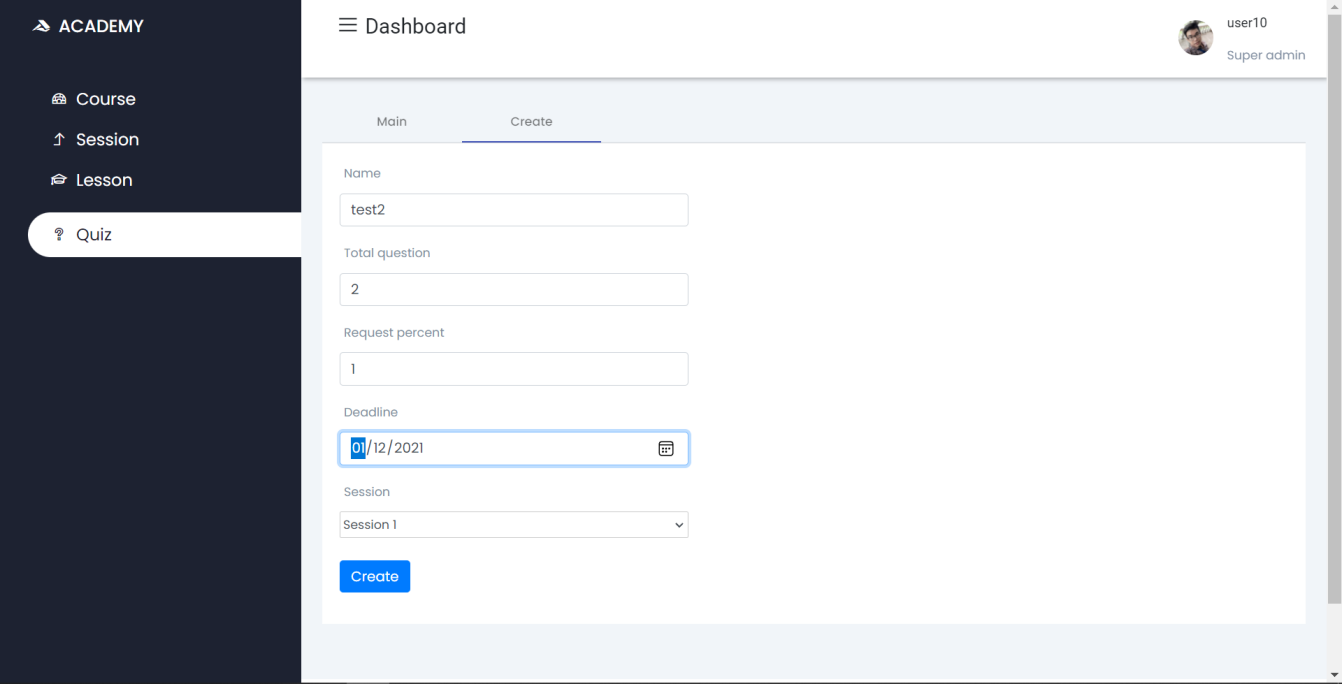 ACADEMY
Course
Session
Lesson
Quiz
Dashboard
user10
Super admin
Main
Create
Name
test2
Total question
2
Request percent
1
Deadline
01/12/2021
Session
Session 1
Create